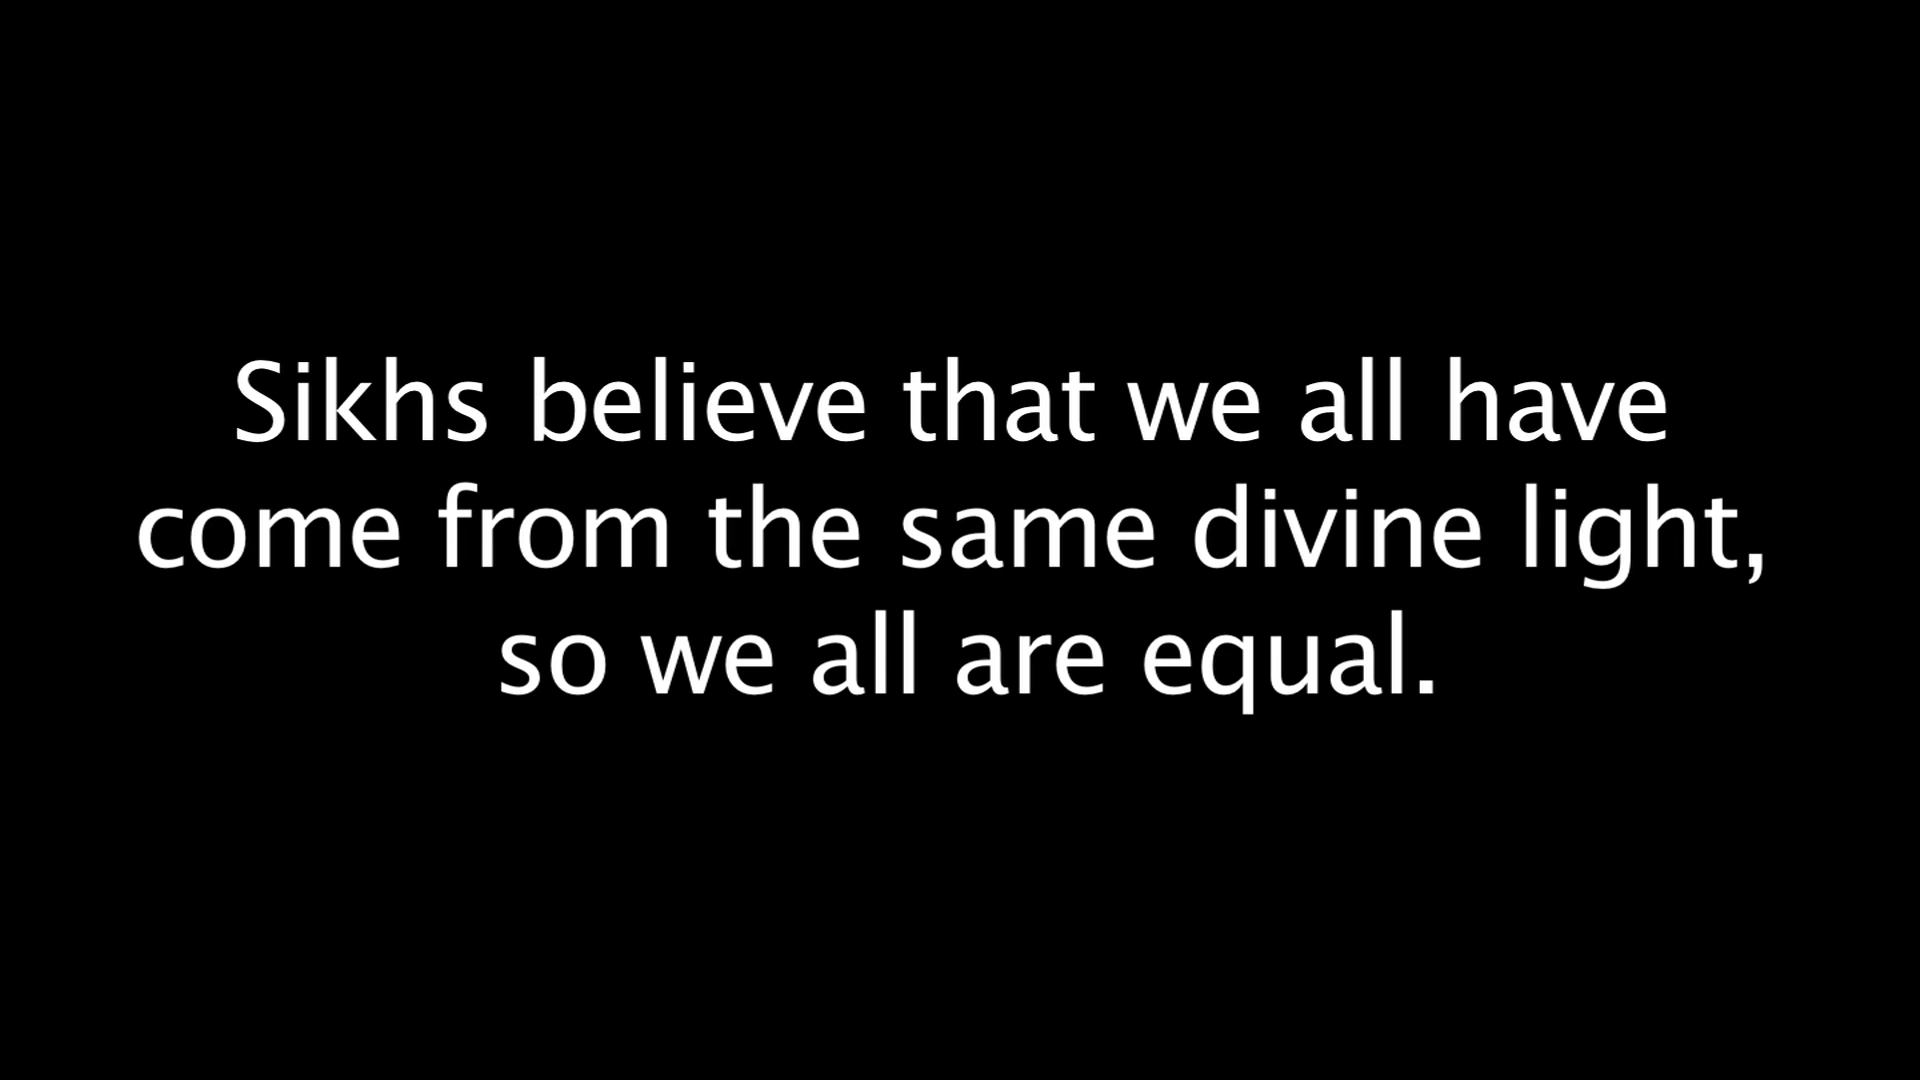 Sikhs believe that we all have
come from the same divine light,
so we all are equal.